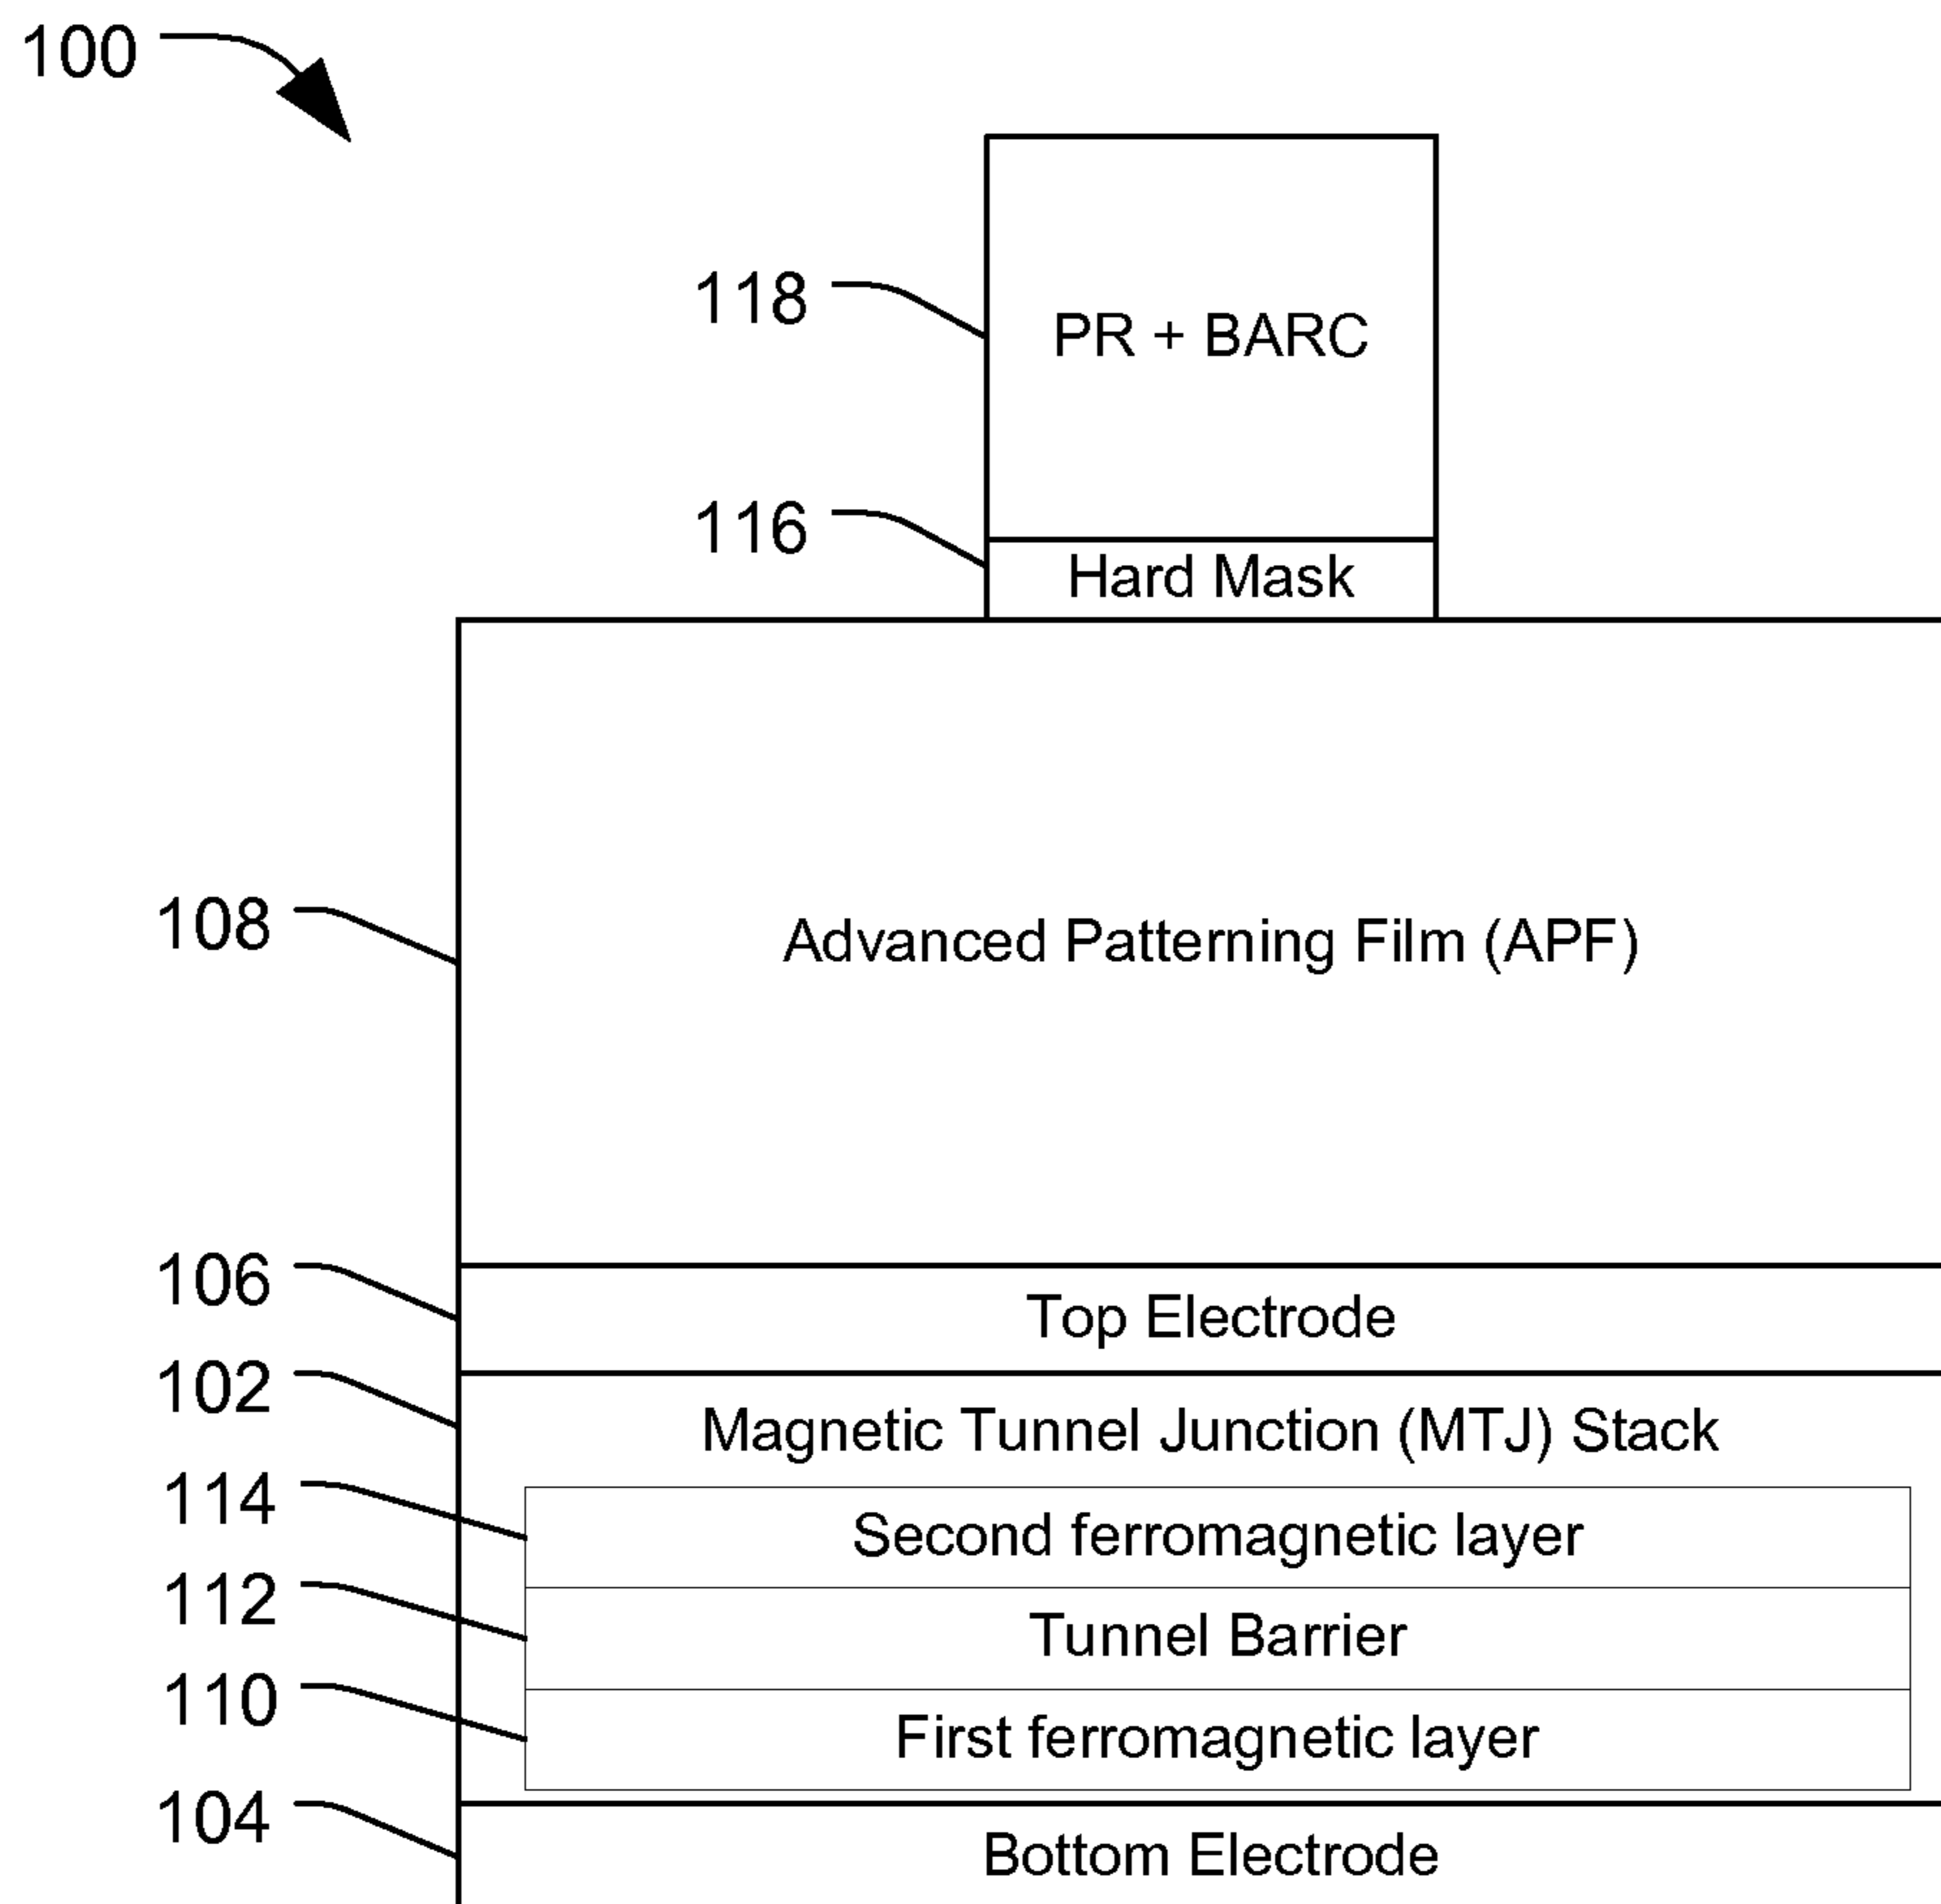 100
118
PR + BARC
116
Hard Mask
108
Advanced Patterning Film (APF)
106
Top Electrode
102
Magnetic Tunnel Junction (MTJ) Stack
114
Second ferromagnetic layer
112
Tunnel Barrier
110
First ferromagnetic layer
104
Bottom Electrode